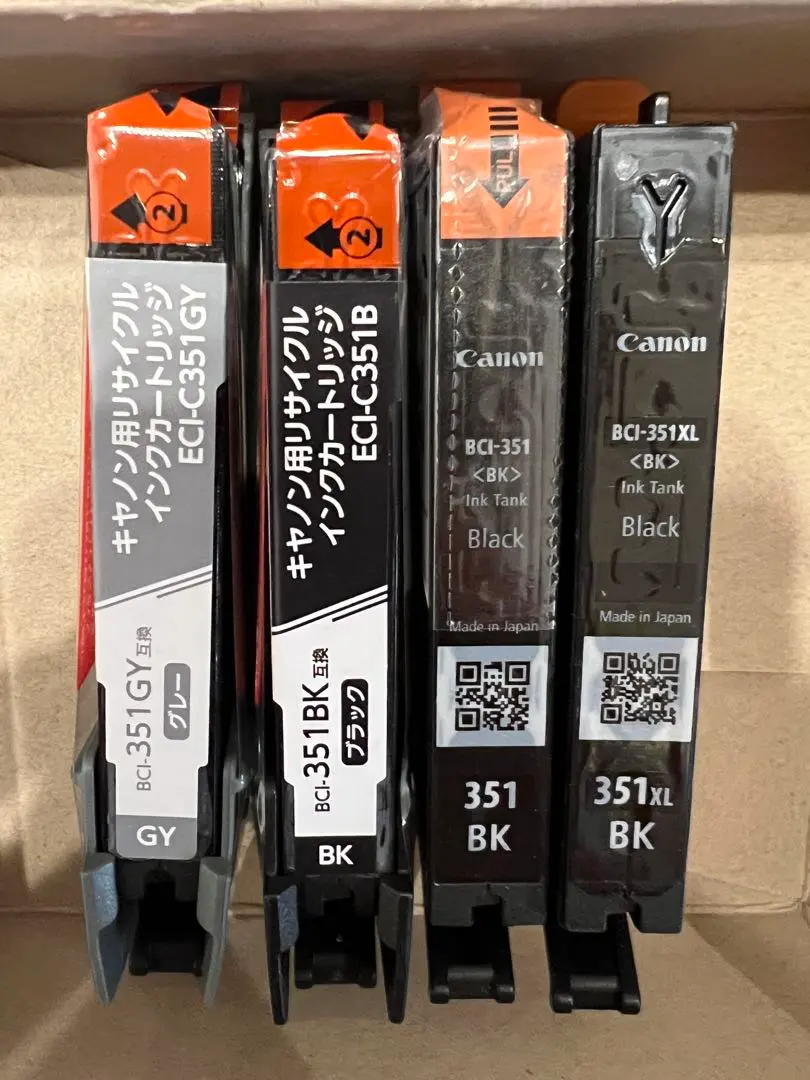 2
キヤノン用リサイクル
インクカートリッジ
ECI-C351GY
BCI-351GY互換
グレー
GY
2
キヤノン用リサイクル
インクカートリッジ
ECI-C351B
BCI-351BK互換
ブラック
BK
PULL
Canon
BCI-351
<BK>
Ink Tank
Black
Made in Japan
351
BK
Y
Canon
BCI-351XL
<BK>
Ink Tank
Black
Made in Japan
351XL
BK